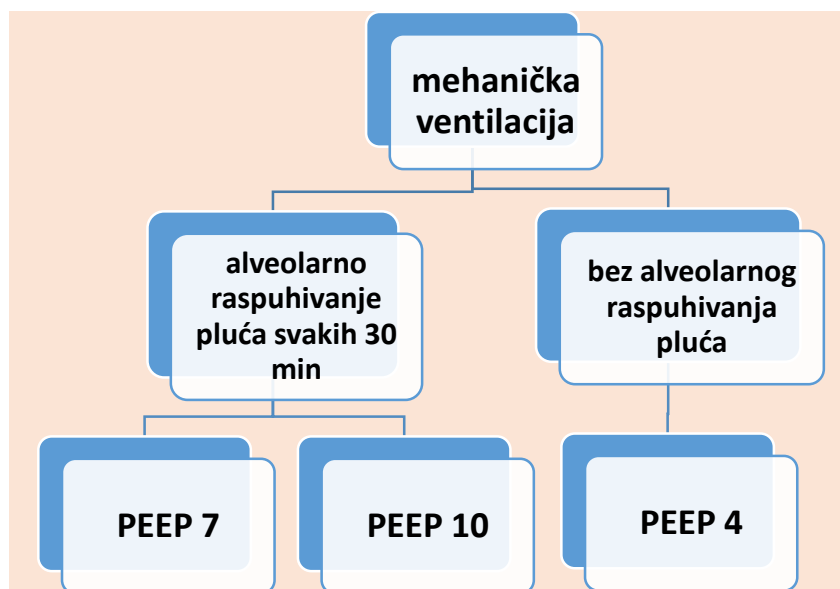 mehanička
ventilacija
alveolarno
raspuhivanje
pluća svakih 30
min
bez alveolarnog
raspuhivanja
pluća
PEEP 7
PEEP 10
PEEP 4